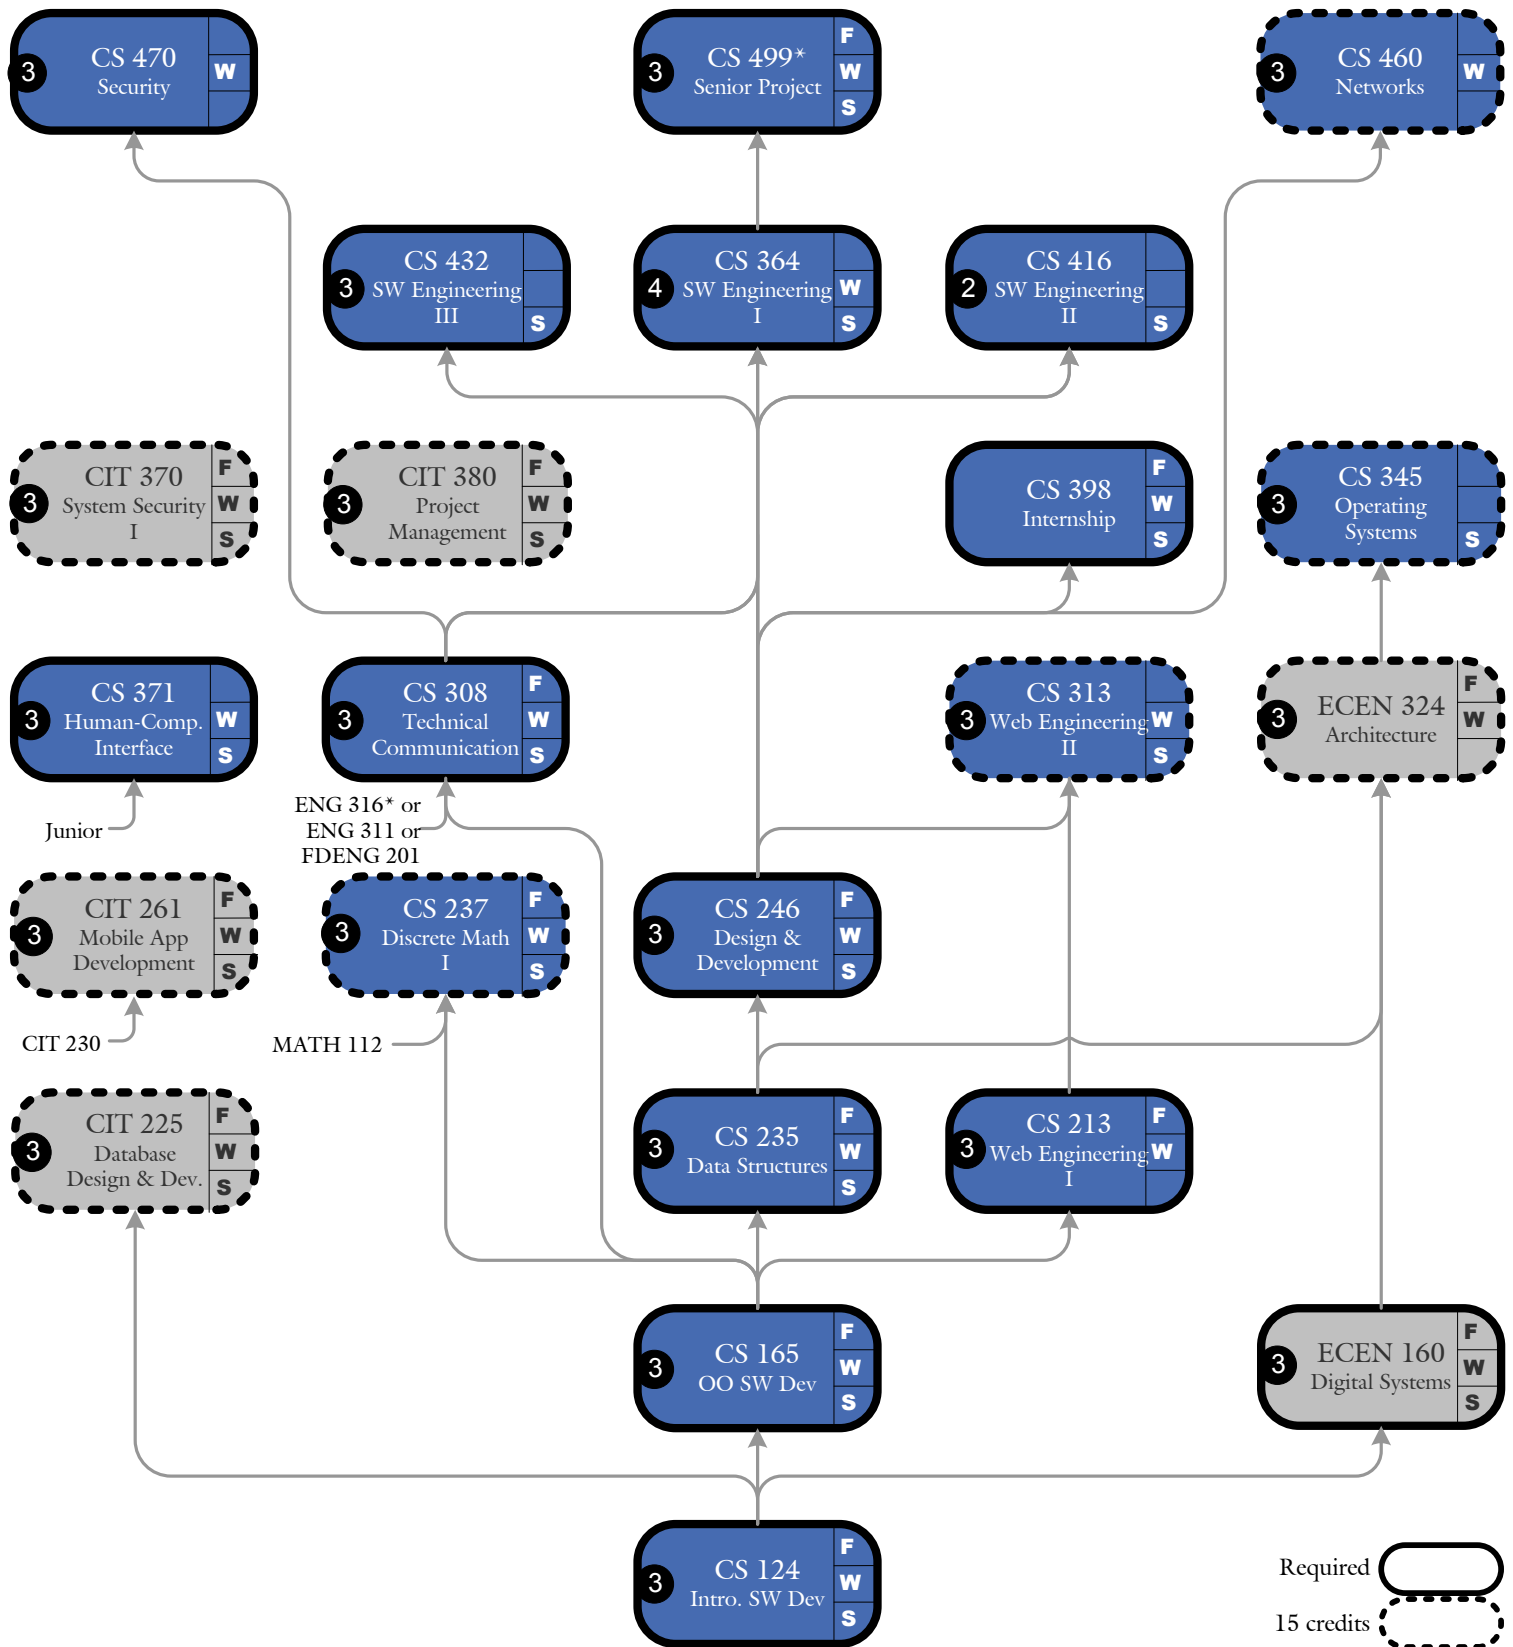 3
CS 470
Security
W
3
CS 499*
Senior Project
F
W
S
3
CS 460
Networks
W
3
CS 432
SW Engineering
III
S
4
CS 364
SW Engineering
I
W
S
2
CS 416
SW Engineering
II
S
3
CIT 370
System Security
I
F
W
S
3
CIT 380
Project
Management
F
W
S
CS 398
Internship
F
W
S
3
CS 345
Operating
Systems
S
3
CS 371
Human-Comp.
Interface
W
S
3
CS 308
Technical
Communication
F
W
S
3
CS 313
Web Engineering
II
W
S
3
ECEN 324
Architecture
F
W
Junior
ENG 316* or
ENG 311 or
FDENG 201
3
CIT 261
Mobile App
Development
F
W
S
3
CS 237
Discrete Math
I
F
W
S
3
CS 246
Design &
Development
F
W
S
CIT 230
MATH 112
3
CIT 225
Database
Design & Dev.
F
W
S
3
CS 235
Data Structures
F
W
S
3
CS 213
Web Engineering
I
F
W
3
CS 165
OO SW Dev
F
W
S
3
ECEN 160
Digital Systems
F
W
S
3
CS 124
Intro. SW Dev
F
W
S
Required
15 credits